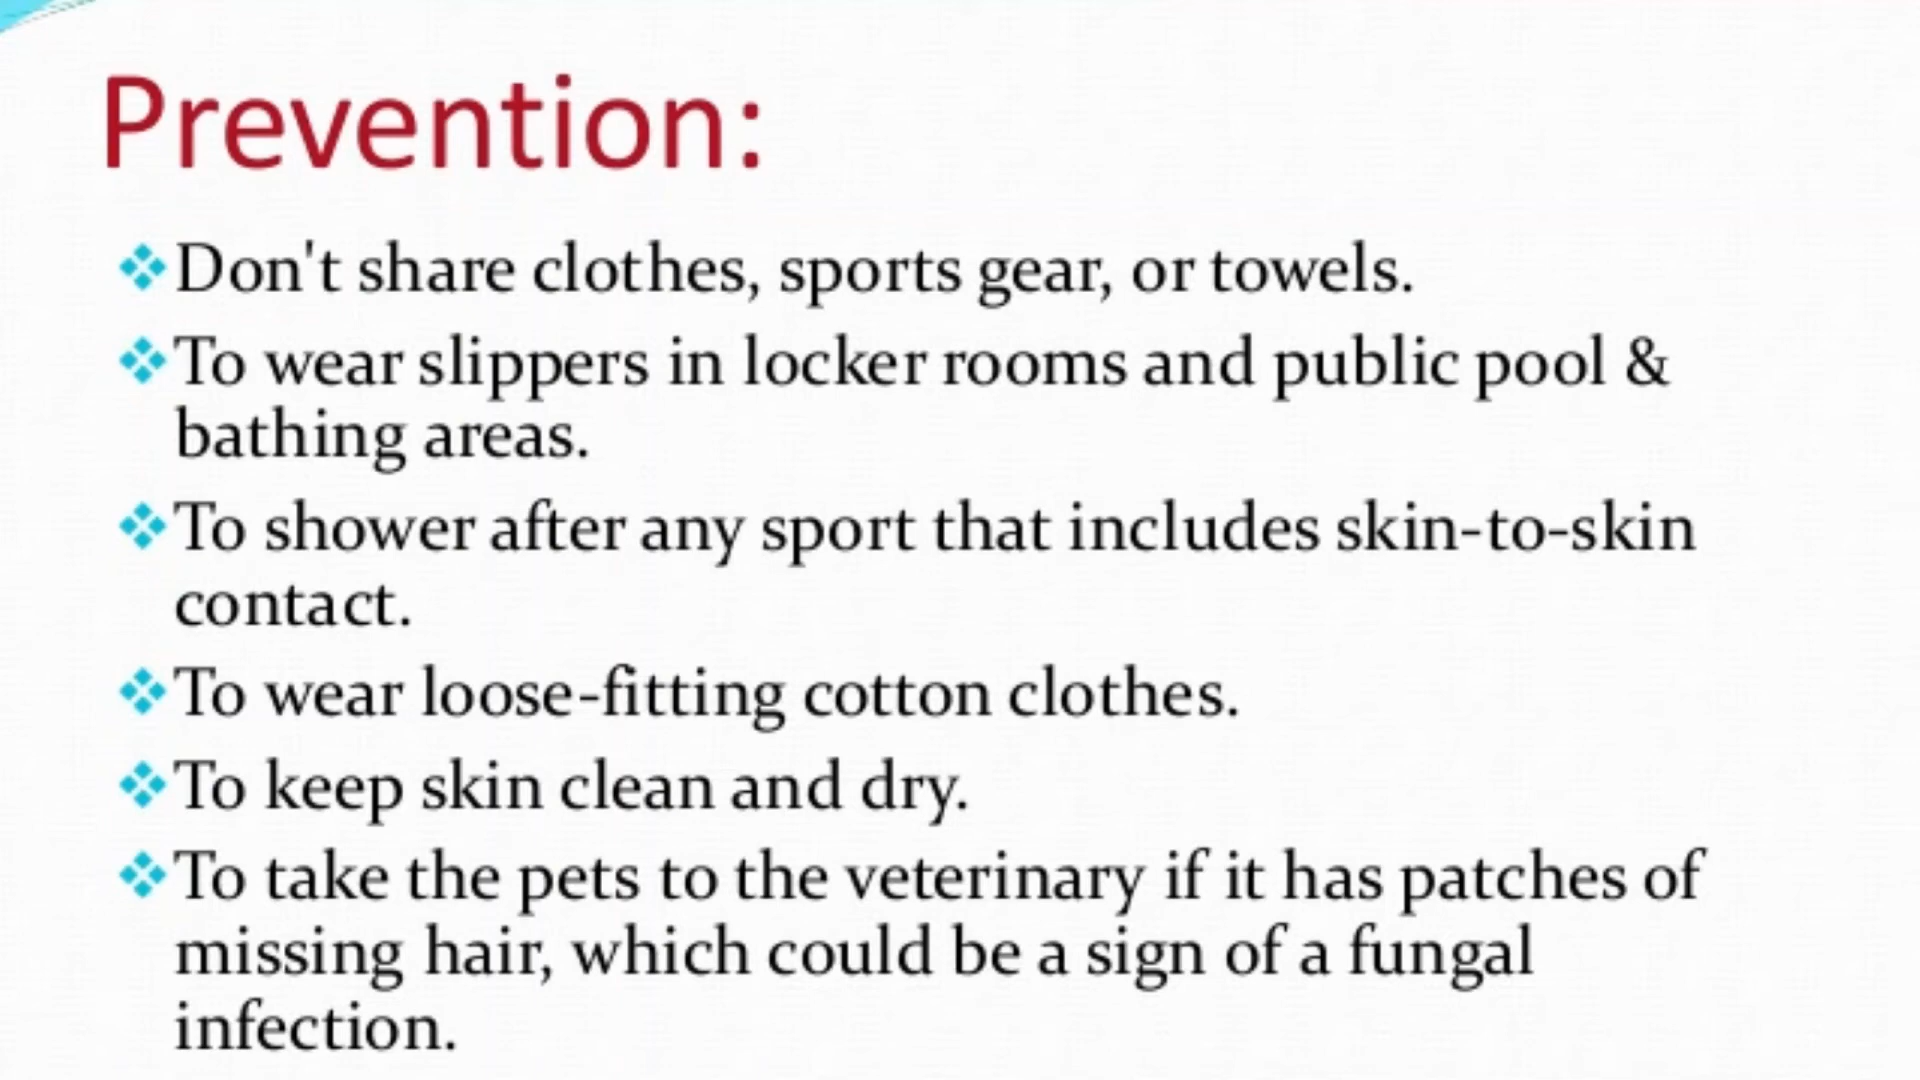 Prevention:
Don't share clothes, sports gear, or towels.
To wear slippers in locker rooms and public pool &
bathing areas.
To shower after any sport that includes skin-to-skin
contact.
To wear loose-fitting cotton clothes.
To keep skin clean and dry.
To take the pets to the veterinary if it has patches of
missing hair, which could be a sign of a fungal
infection.